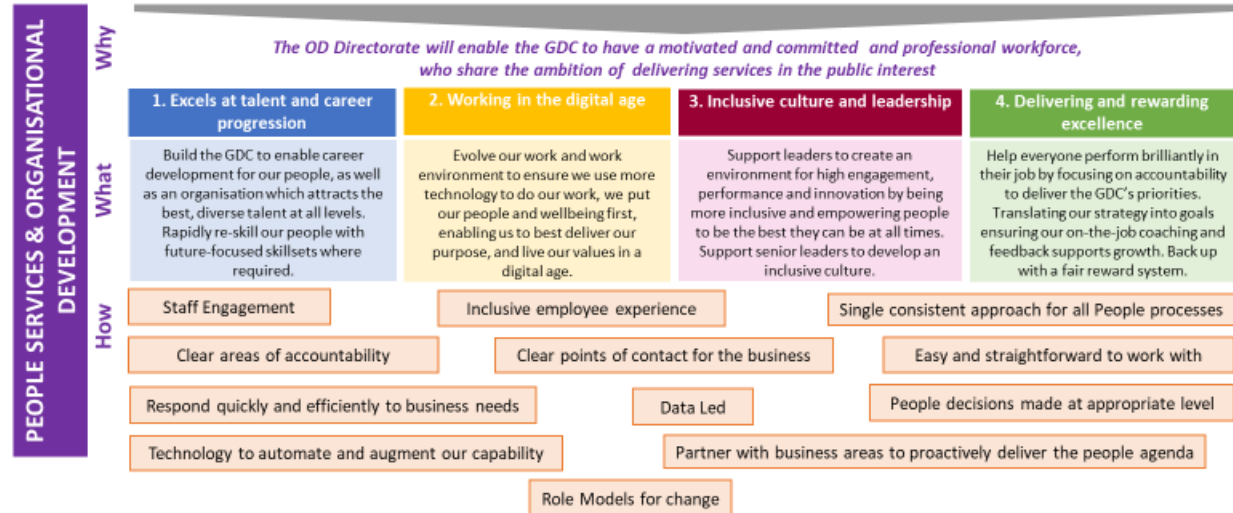 PEOPLE SERVICES & ORGANISATIONAL
DEVELOPMENT
Why
The OD Directorate will enable the GDC to have a motivated and committed and professional workforce,
who share the ambition of delivering services in the public interest
What
1. Excels at talent and career
progression
Build the GDC to enable career
development for our people, as well
as an organisation which attracts the
best, diverse talent at all levels.
Rapidly re-skill our people with
future-focused skillsets where
required.
2. Working in the digital age
Evolve our work and work
environment to ensure we use more
technology to do our work, we put
our people and wellbeing first,
enabling us to best deliver our
purpose, and live our values in a
digital age.
3. Inclusive culture and leadership
Support leaders to create an
environment for high engagement,
performance and innovation by being
more inclusive and empowering people
to be the best they can be at all times.
Support senior leaders to develop an
inclusive culture.
4. Delivering and rewarding
excellence
Help everyone perform brilliantly in
their job by focusing on accountability
to deliver the GDC's priorities.
Translating our strategy into goals
ensuring our on-the-job coaching and
feedback supports growth. Back up
with a fair reward system.
How
Staff Engagement
Inclusive employee experience
Single consistent approach for all People processes
Clear areas of accountability
Clear points of contact for the business
Easy and straightforward to work with
Respond quickly and efficiently to business needs
Data Led
People decisions made at appropriate level
Technology to automate and augment our capability
Partner with business areas to proactively deliver the people agenda
Role Models for change